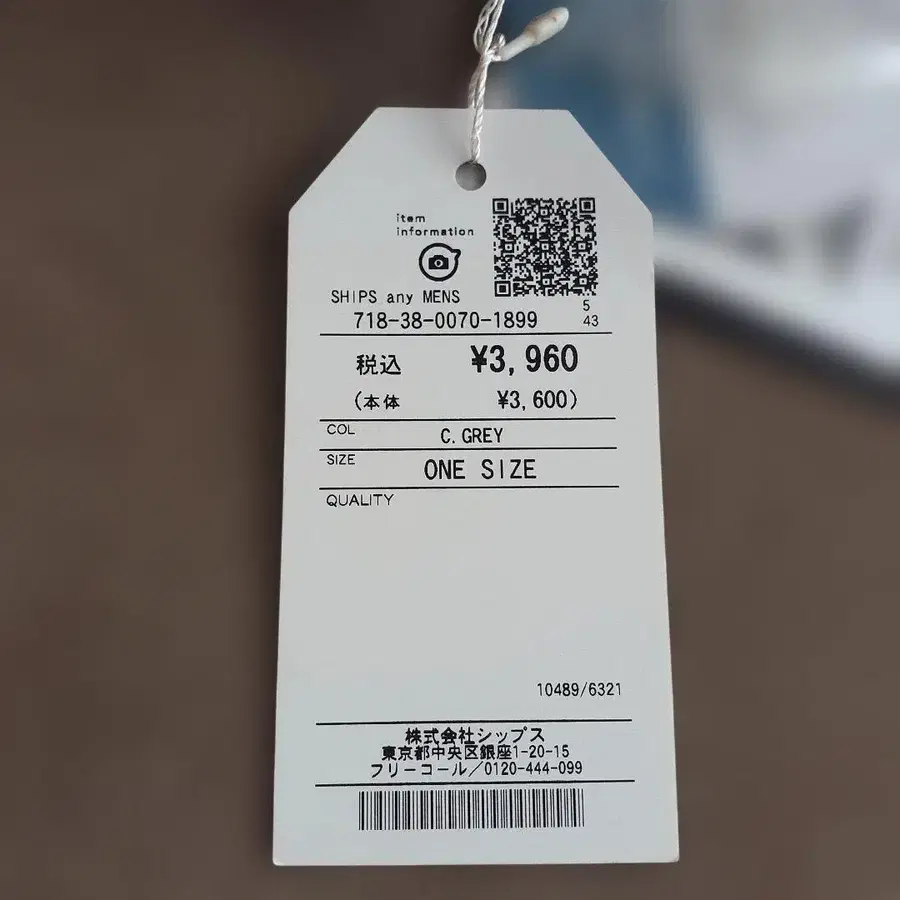 item
information
SHIPS any MENS
5
718-38-0070-1899
43
税込 ¥3,960
(本体 ¥3,600)
COL C.GREY
SIZE ONE SIZE
QUALITY
10489/6321
株式会社シップス
東京都中央区銀座1-20-15
フリーコール/0120-444-099